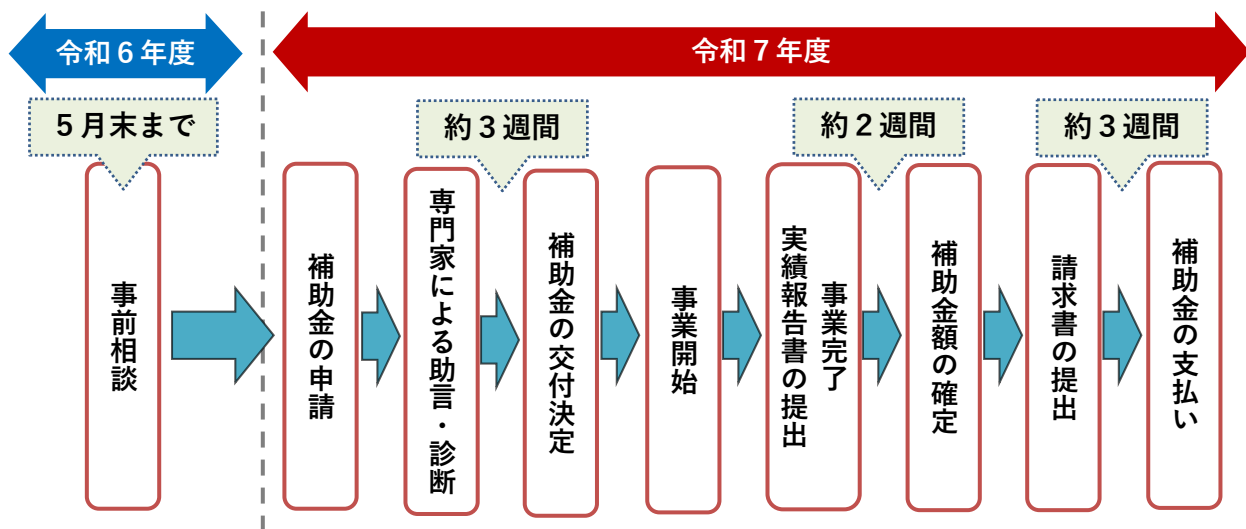 令和６年度
令和７年度
５月末まで
約３週間
約２週間
約３週間
事前相談
補助金の申請
専門家による助言・診断
補助金の交付決定
事業開始
事業完了
実績報告書の提出
補助金額の確定
請求書の提出
補助金の支払い